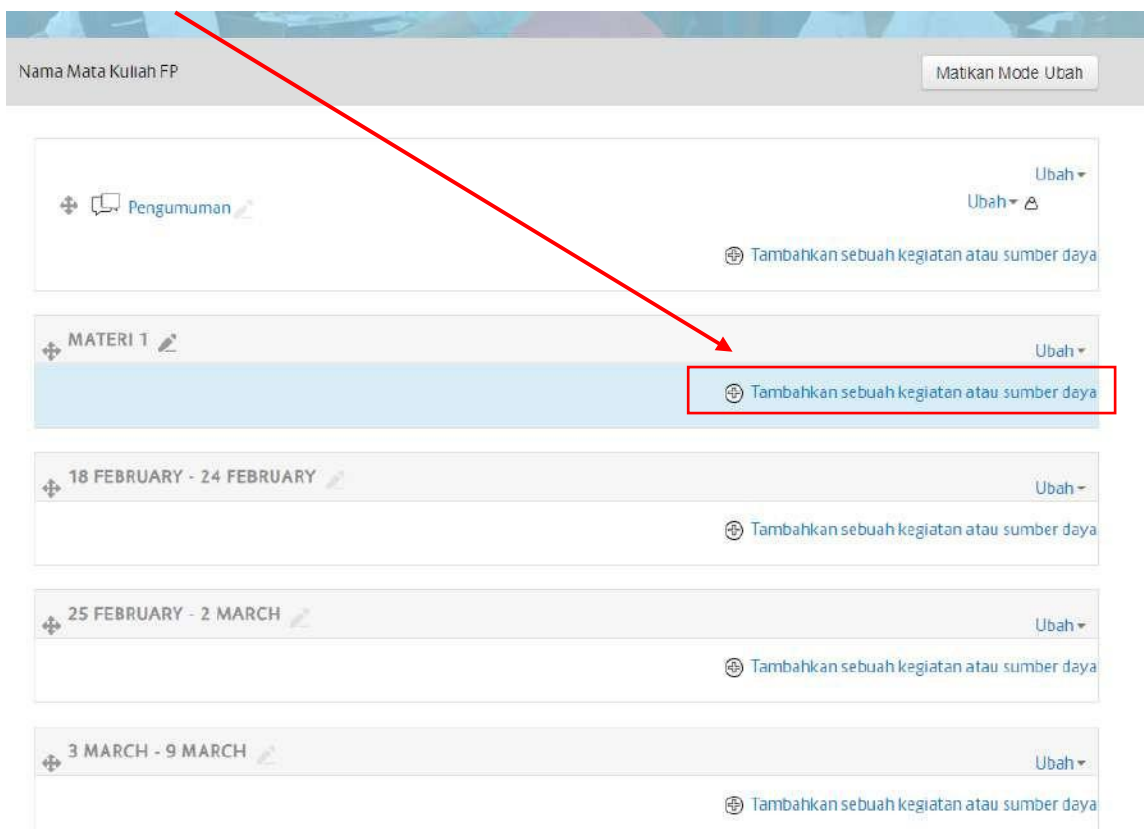 Nama Mata Kuliah FP
Matikan Mode Ubah
Ubah
Pengumuman
Ubah
Tambahkan sebuah kegiatan atau sumber daya
MATERI 1
Ubah
Tambahkan sebuah kegiatan atau sumber daya
18 FEBRUARY - 24 FEBRUARY
Ubah
Tambahkan sebuah kegiatan atau sumber daya
25 FEBRUARY - 2 MARCH
Ubah
Tambahkan sebuah kegiatan atau sumber daya
3 MARCH - 9 MARCH
Ubah
Tambahkan sebuah kegiatan atau sumber daya